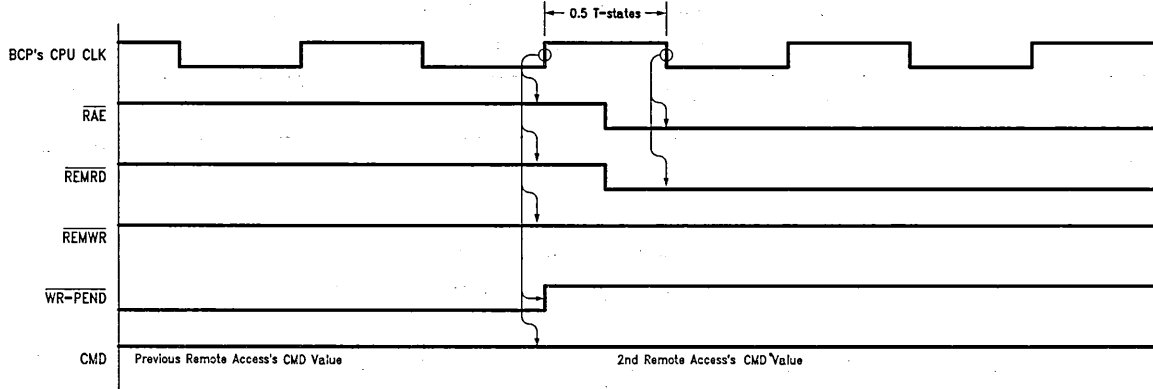 0.5 T-states
BCP's CPU CLK
RAE
REMRD
REMWR
WR-PEND
CMD Previous Remote Access's CMD Value 2nd Remote Access's CMD Value